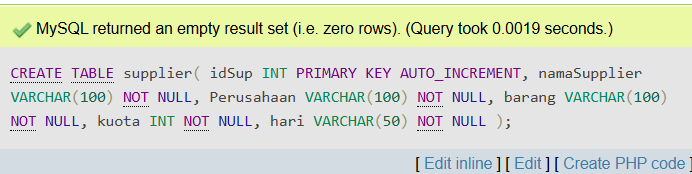 MySQL returned an empty result set (i.e. zero rows). (Query took 0.0019 seconds.)
CREATE TABLE supplier( idSup INT PRIMARY KEY AUTO_INCREMENT, namaSupplier
VARCHAR(100) NOT NULL, Perusahaan VARCHAR(100) NOT NULL, barang VARCHAR(100)
NOT NULL, kuota INT NOT NULL, hari VARCHAR(50) NOT NULL );
[ Edit inline ] [ Edit ] [ Create PHP code ]